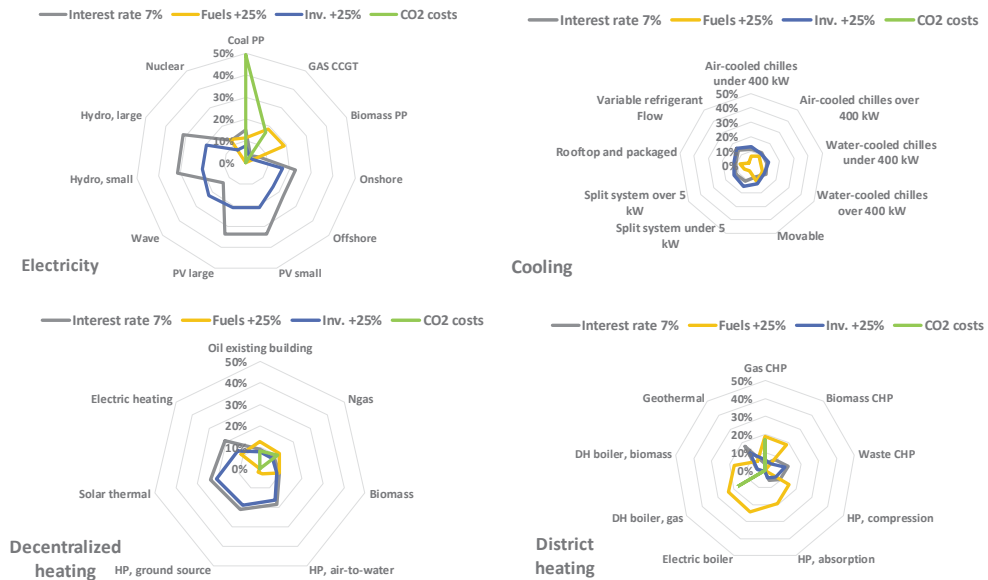 Interest rate 7% Fuels +25% Inv. +25% CO2 costs
Coal PP
50%
40%
30%
20%
10%
0%
GAS CCGT
Biomass PP
Onshore
Offshore
PV small
PV large
Wave
Hydro, small
Hydro, large
Nuclear
Electricity
Interest rate 7% Fuels +25% Inv. +25% CO2 costs
Air-cooled chilles
under 400 kW
50%
40%
30%
20%
10%
0%
Air-cooled chilles over
400 kW
Water-cooled chilles
under 400 kW
Water-cooled chilles
over 400 kW
Movable
Split system under 5
kW
Split system over 5
kW
Rooftop and packaged
Variable refrigerant
Flow
Cooling
Interest rate 7% Fuels +25% Inv. +25% CO2 costs
Oil existing building
50%
40%
30%
20%
10%
0%
Ngas
Biomass
HP, air-to-water
HP, ground source
Solar thermal
Electric heating
Decentralized
heating
Interest rate 7% Fuels +25% Inv. +25% CO2 costs
Gas CHP
50%
40%
30%
20%
10%
0%
Biomass CHP
Waste CHP
HP, compression
HP, absorption
Electric boiler
DH boiler, gas
DH boiler, biomass
Geothermal
District
heating